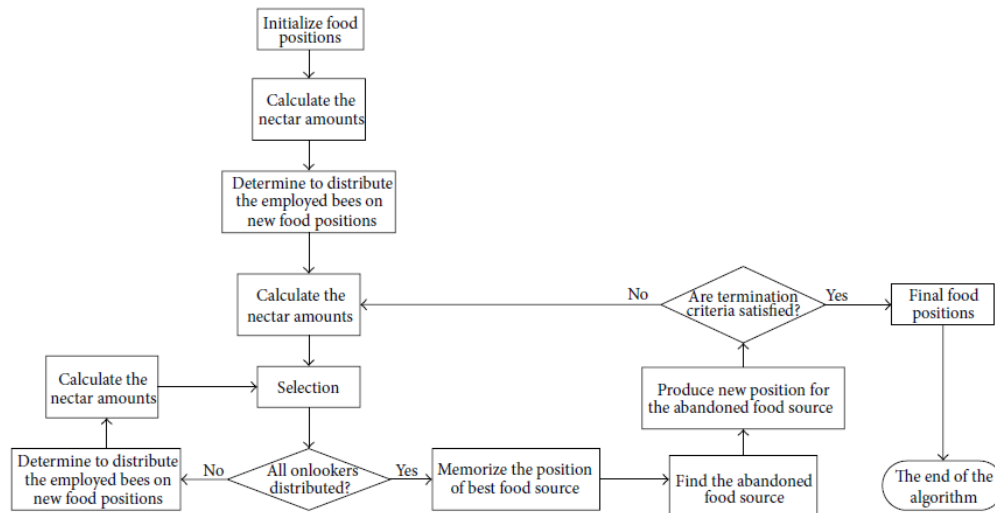 Initialize food
positions
Calculate the
nectar amounts
Determine to distribute
the employed bees on
new food positions
Calculate the
nectar amounts
No
Are termination
criteria satisfied?
Yes
Final food
positions
Calculate the
nectar amounts
Selection
Produce new position for
the abandoned food source
Determine to distribute
the employed bees on
new food positions
No
All onlookers
distributed?
Yes
Memorize the position
of best food source
Find the abandoned
food source
The end of the
algorithm